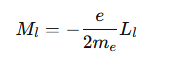 M_l = -\frac{e}{2m_e} L_l